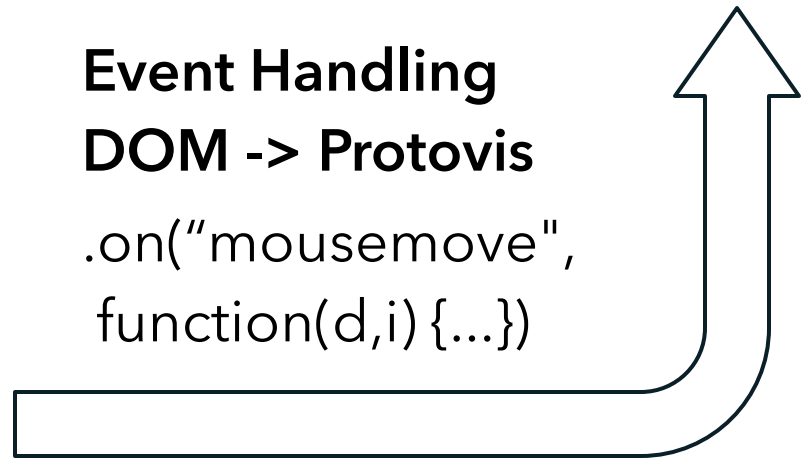 Event Handling
DOM -> Protovis
.on(“mousemove",
function(d,i) {...})